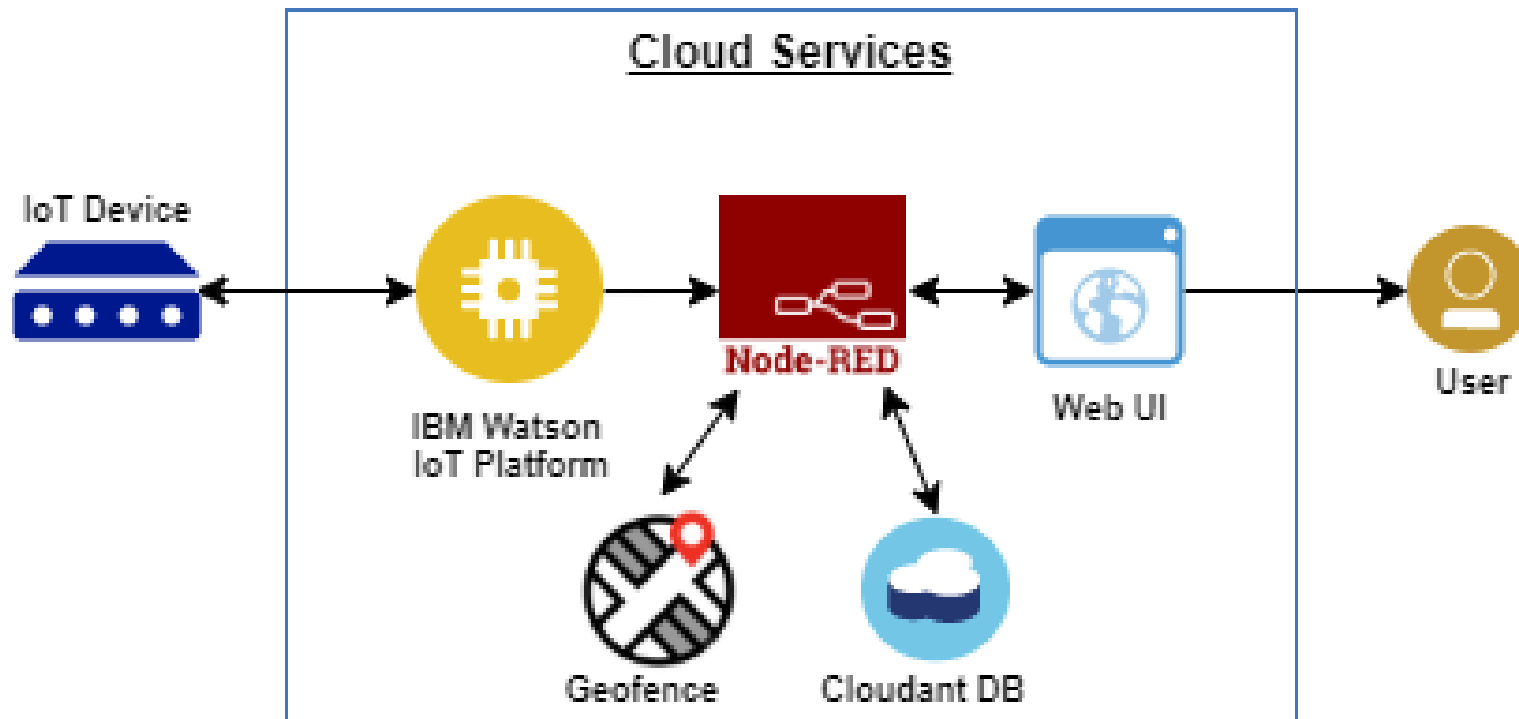 Cloud Services
IoT Device
Node-RED
User
Web UI
IBM Watson
IoT Platform
Geofence
Cloudant DB